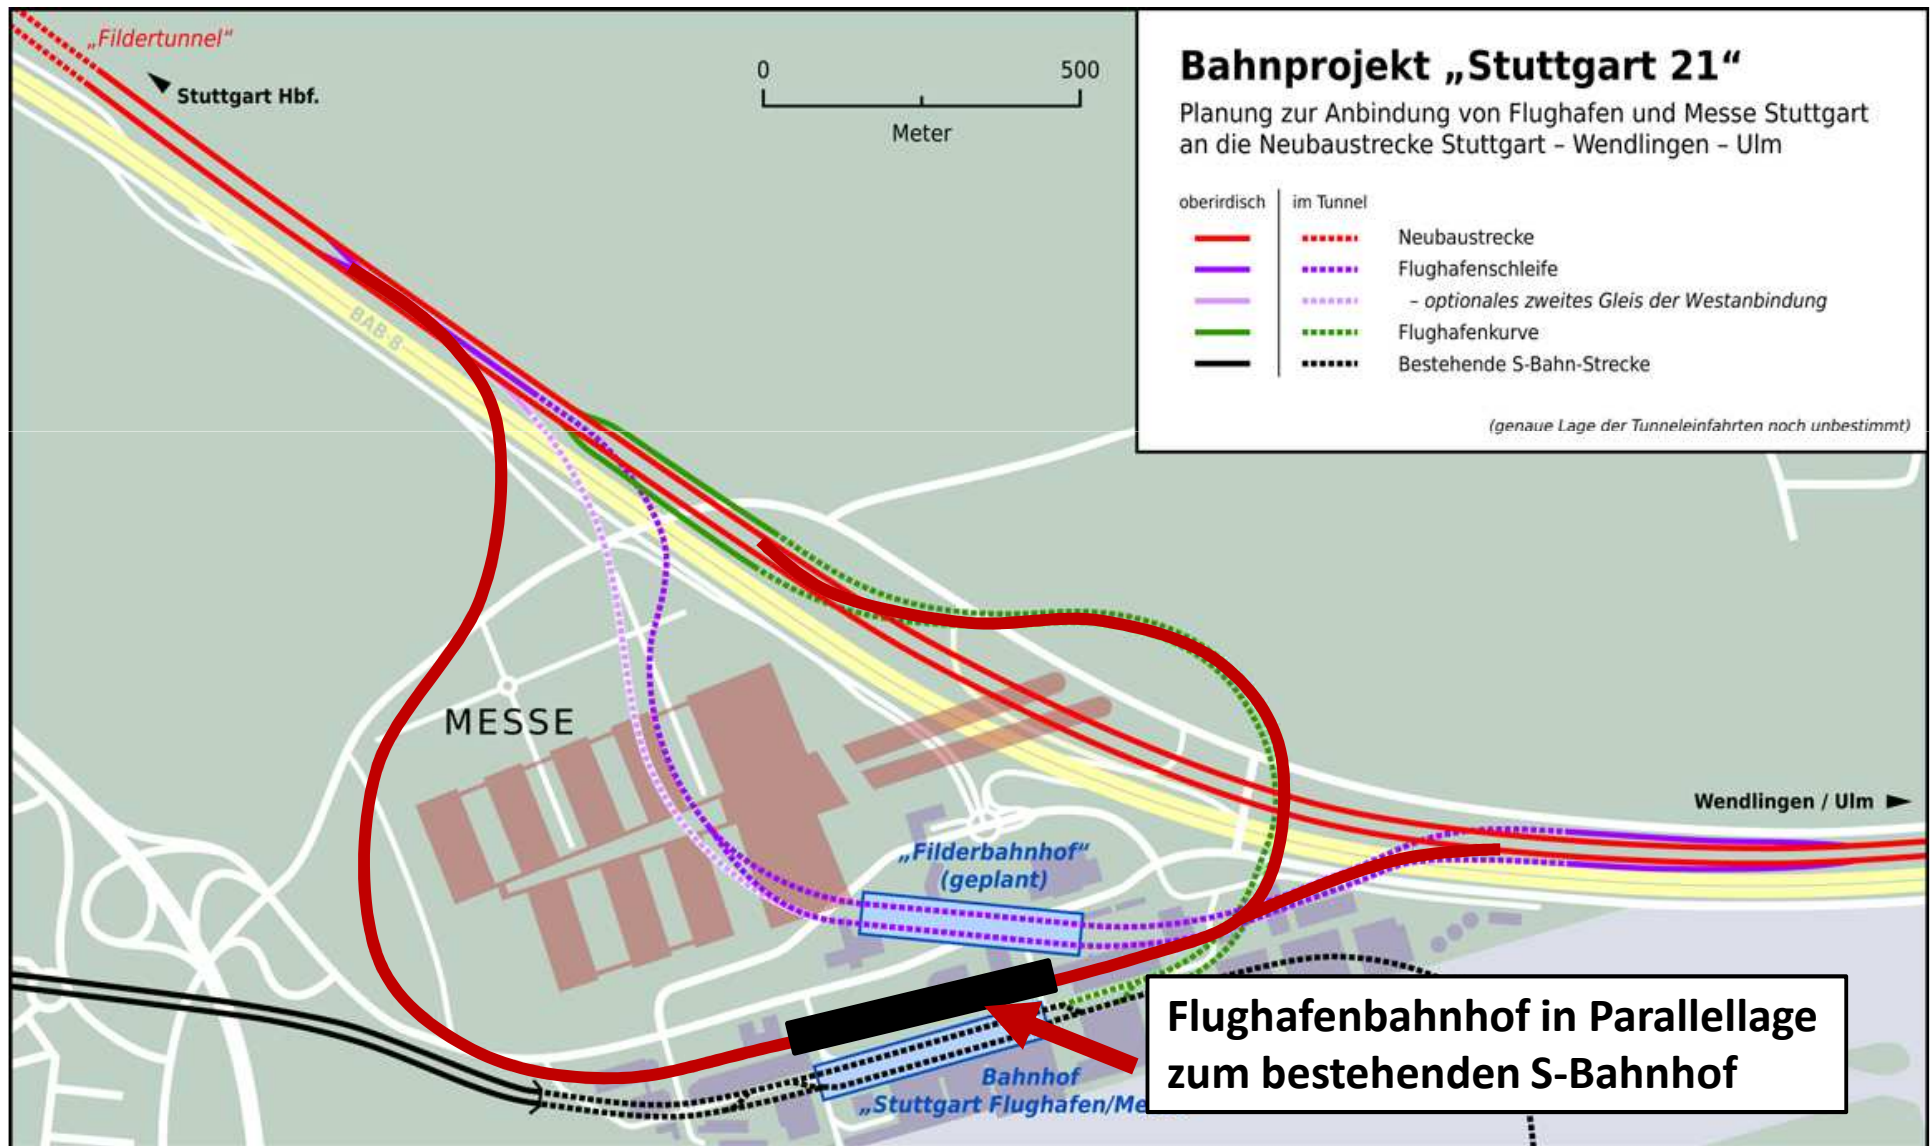 „Fildertunnel“
Stuttgart Hbf.
0 500
Meter
Bahnprojekt „Stuttgart 21“
Planung zur Anbindung von Flughafen und Messe Stuttgart
an die Neubaustrecke Stuttgart – Wendlingen – Ulm
oberirdisch im Tunnel
Neubaustrecke
Flughafenschleife
– optionales zweites Gleis der Westanbindung
Flughafenkurve
Bestehende S-Bahn-Strecke
(genaue Lage der Tunneleinfahrten noch unbestimmt)
BAB 8
MESSE
Wendlingen / Ulm
„Filderbahnhof“
(geplant)
Flughafenbahnhof in Parallellage
zum bestehenden S-Bahnhof
Bahnhof
„Stuttgart Flughafen/Me